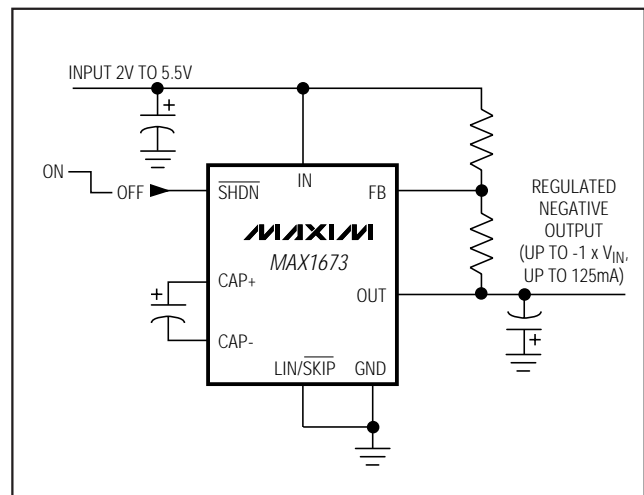 INPUT 2V TO 5.5V
+
ON
OFF
SHDN
IN
FB
REGULATED
NEGATIVE
OUTPUT
(UP TO -1 x VIN,
UP TO 125mA)
MAXIM
MAX1673
+
CAP+
CAP-
OUT
+
LIN/SKIP
GND